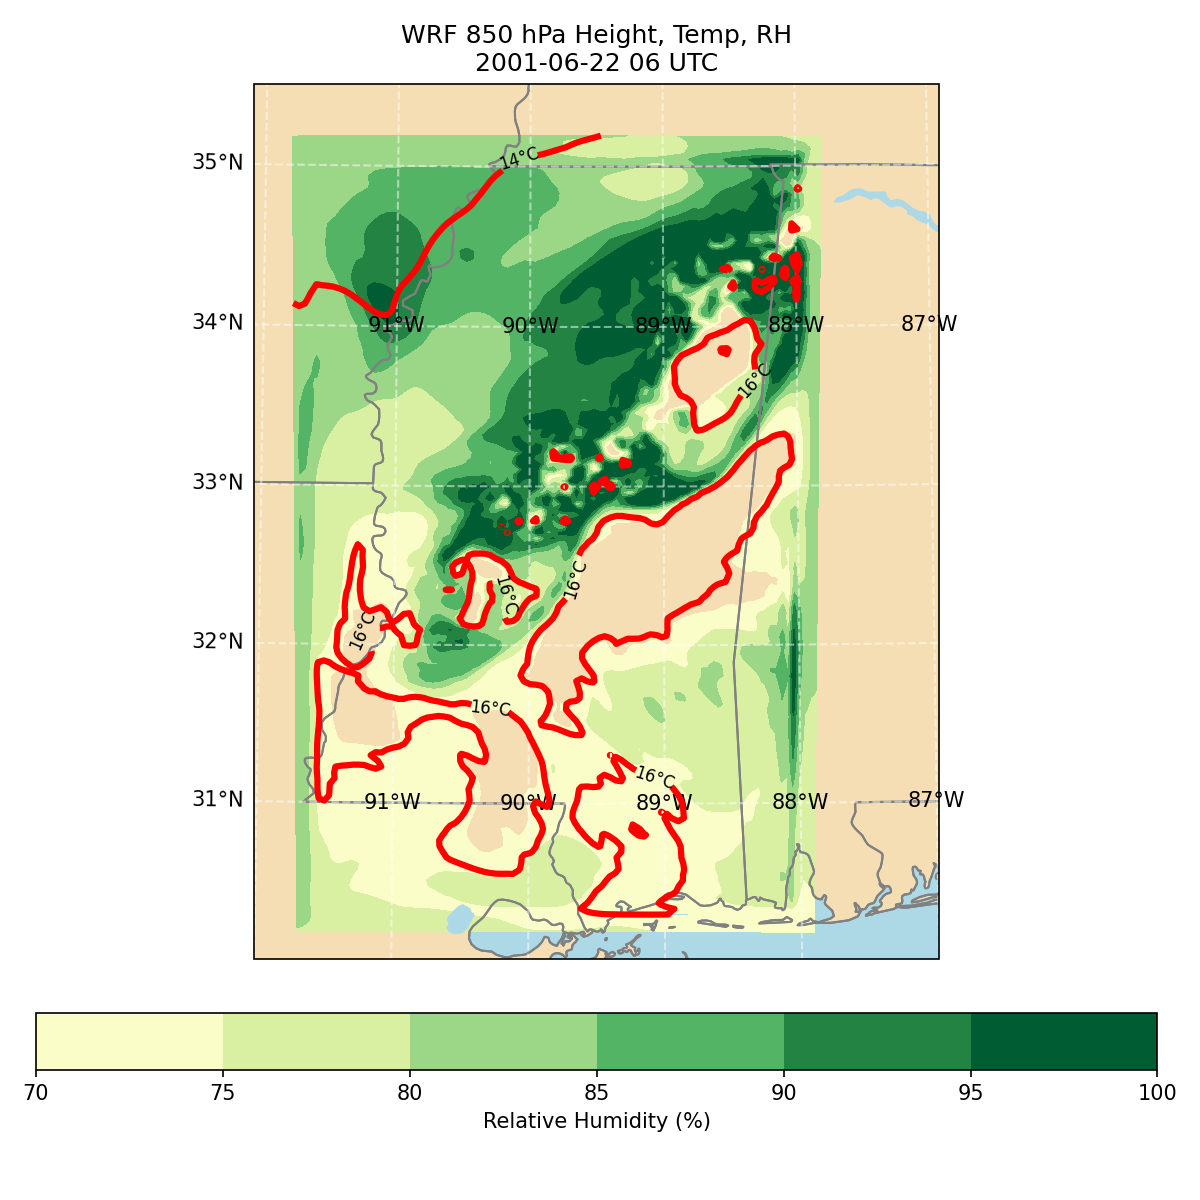 WRF 850 hPa Height, Temp, RH
2001-06-22 06 UTC
14°C
35°N
34°N
91°W 90°W 89°W 88°W 87°W
16°C
33°N
16°C 16°C
16°C
32°N
16°C
16°C
31°N
91°W 90°W 89°W 88°W 87°W
70 75 80 85 90 95 100
Relative Humidity (%)